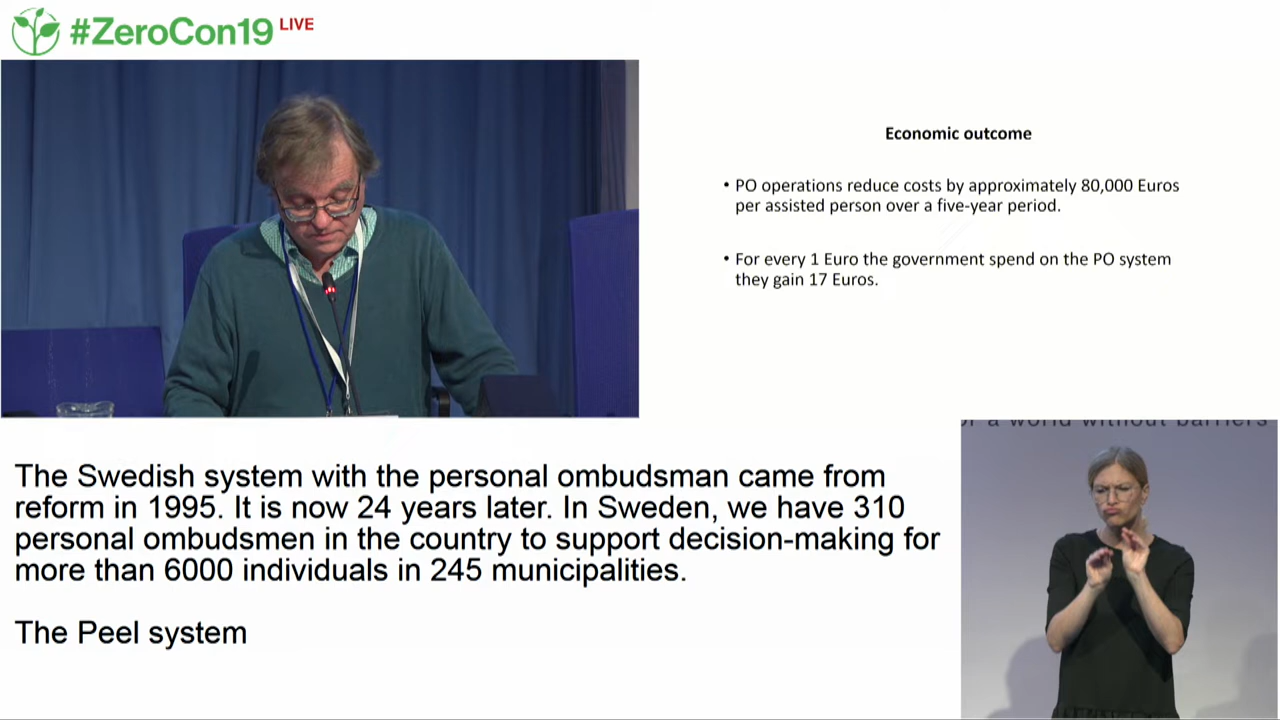 #ZeroCon19 LIVE
Economic outcome
• PO operations reduce costs by approximately 80,000 Euros
per assisted person over a five-year period.
• For every 1 Euro the government spend on the PO system
they gain 17 Euros.
or a world without barriers
The Swedish system with the personal ombudsman came from
reform in 1995. It is now 24 years later. In Sweden, we have 310
personal ombudsmen in the country to support decision-making for
more than 6000 individuals in 245 municipalities.
The Peel system